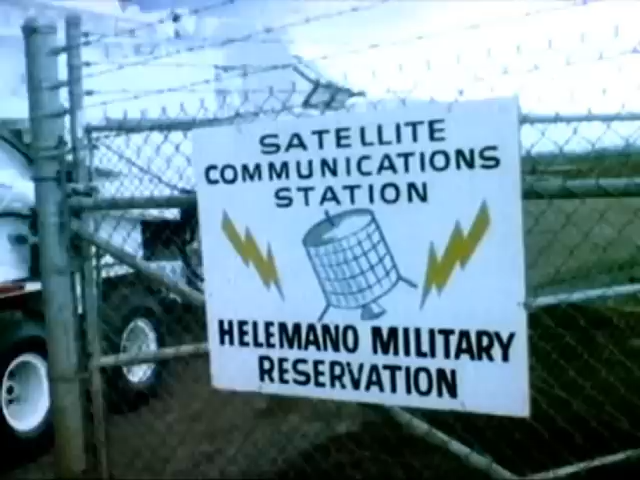 SATELLITE
COMMUNICATIONS
STATION
HELEMANO MILITARY
RESERVATION